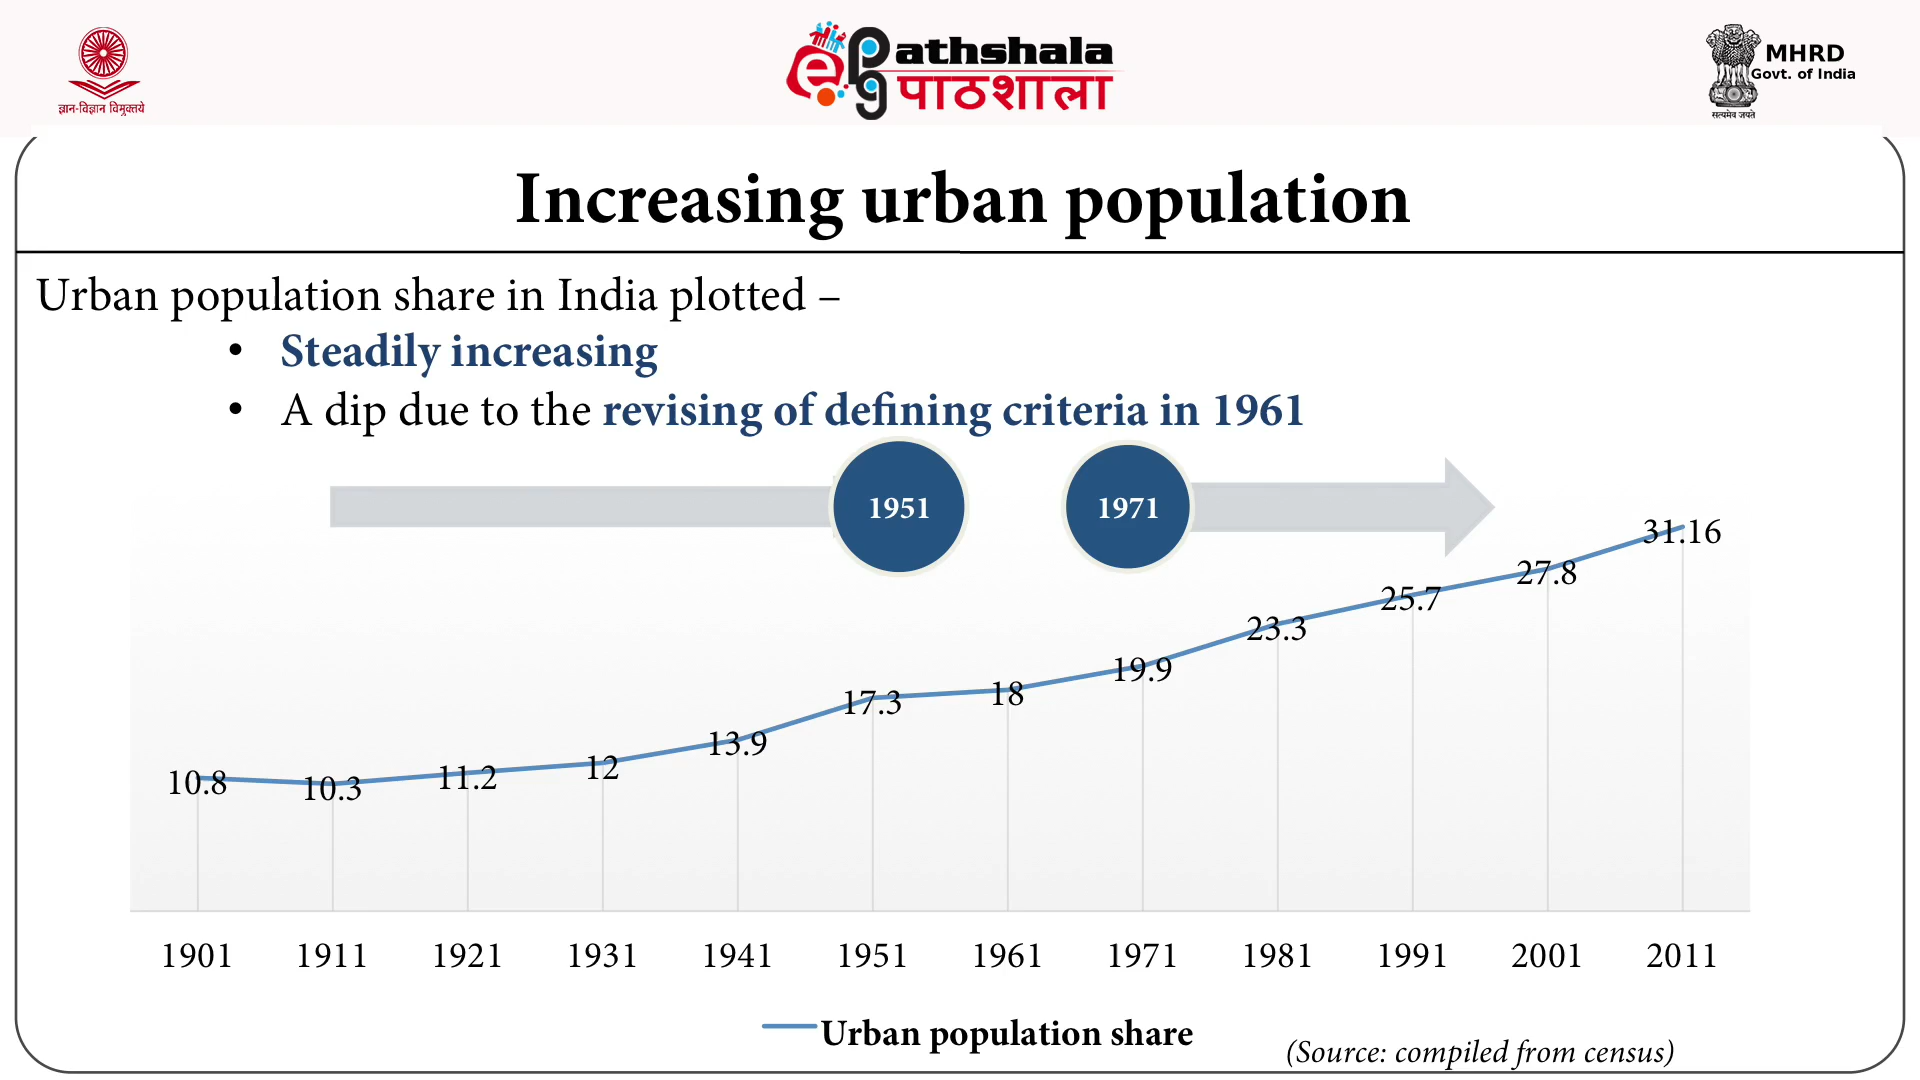 ज्ञान-विज्ञान विमुक्तये
ePG athshala
पाठशाला
MHRD
Govt. of India
सत्यमेव जयते
Increasing urban population
Urban population share in India plotted –
• Steadily increasing
• A dip due to the revising of defining criteria in 1961
1951
1971
10.8
10.3
11.2
12
13.9
17.3
18
19.9
23.3
25.7
27.8
31.16
1901 1911 1921 1931 1941 1951 1961 1971 1981 1991 2001 2011
Urban population share
(Source: compiled from census)